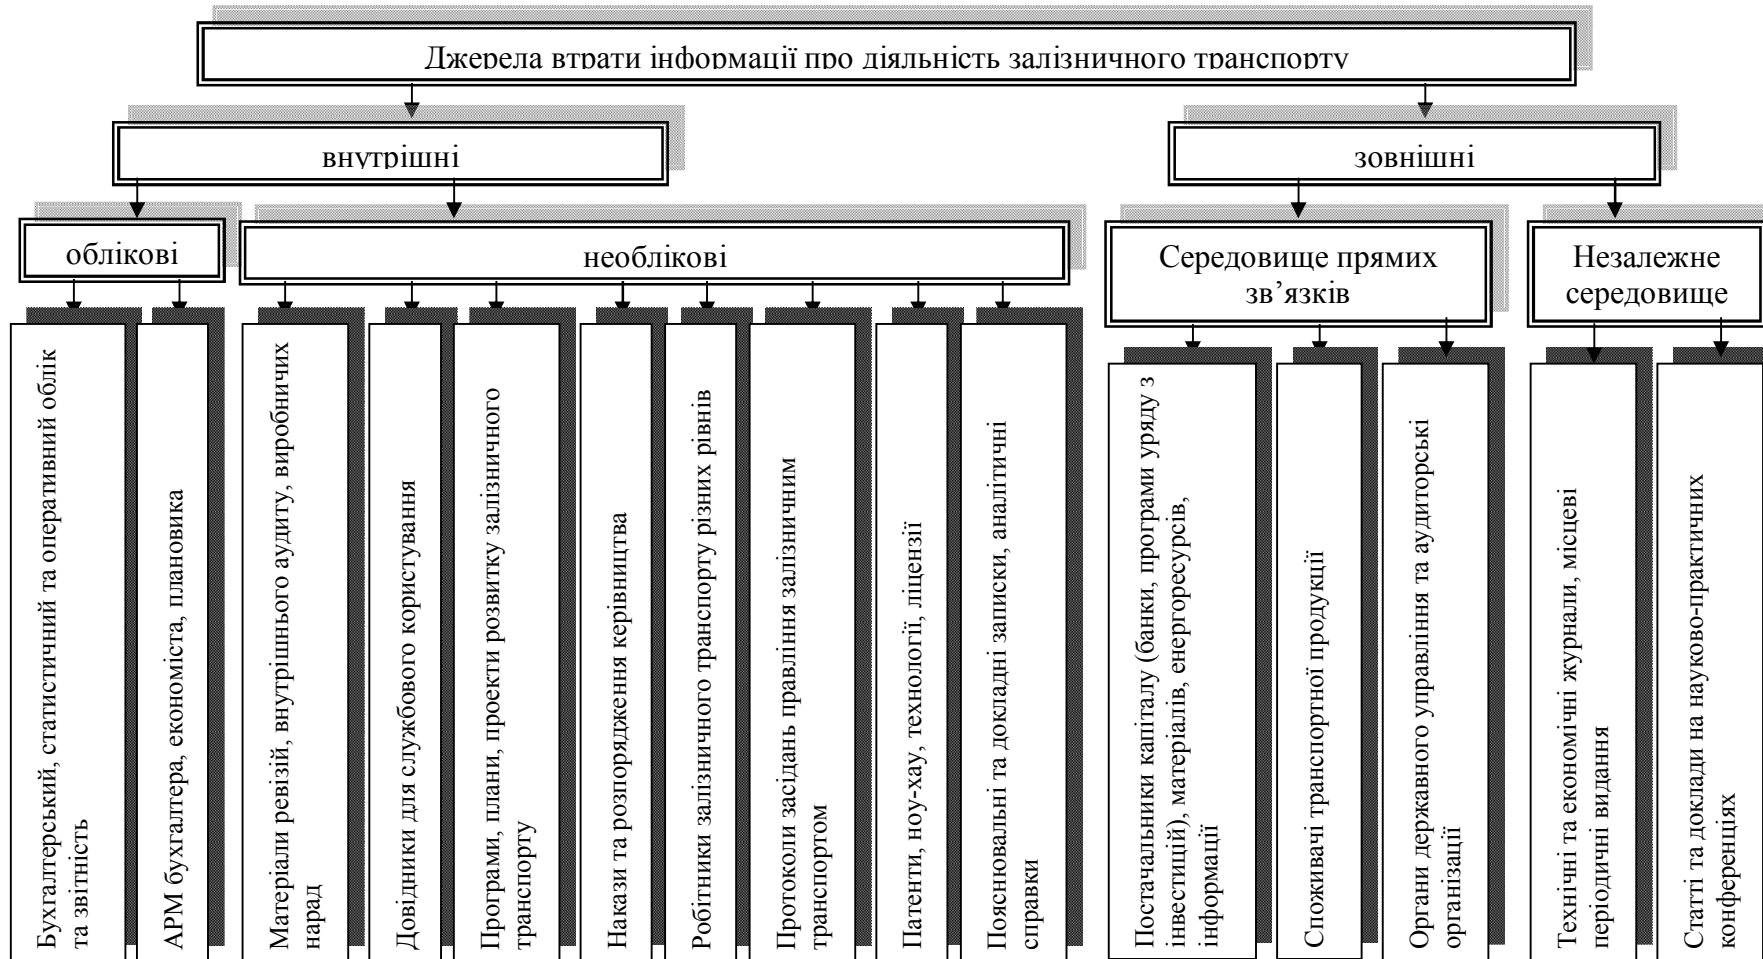 Джерела втрати інформації про діяльність залізничного транспорту
внутрішні
зовнішні
облікові
необлікові
Середовище прямих
зв’язків
Незалежне
середовище
Бухгалтерський, статистичний та оперативний облік
та звітність
АРМ бухгалтера, економіста, плановика
Матеріали ревізій, внутрішнього аудиту, виробничих
нарад
Довідники для службового користування
Програми, плани, проекти розвитку залізничного
транспорту
Накази та розпорядження керівництва
Робітники залізничного транспорту різних рівнів
Протоколи засідань правління залізничним
транспортом
Патенти, ноу-хау, технології, ліцензії
Пояснювальні та докладні записки, аналітичні
справки
Постачальники капіталу (банки, програми уряду з
інвестицій), матеріалів, енергоресурсів,
інформації
Споживачі транспортної продукції
Органи державного управління та аудиторські
організації
Технічні та економічні журнали, місцеві
періодичні видання
Статті та доклади на науково-практичних
конференціях